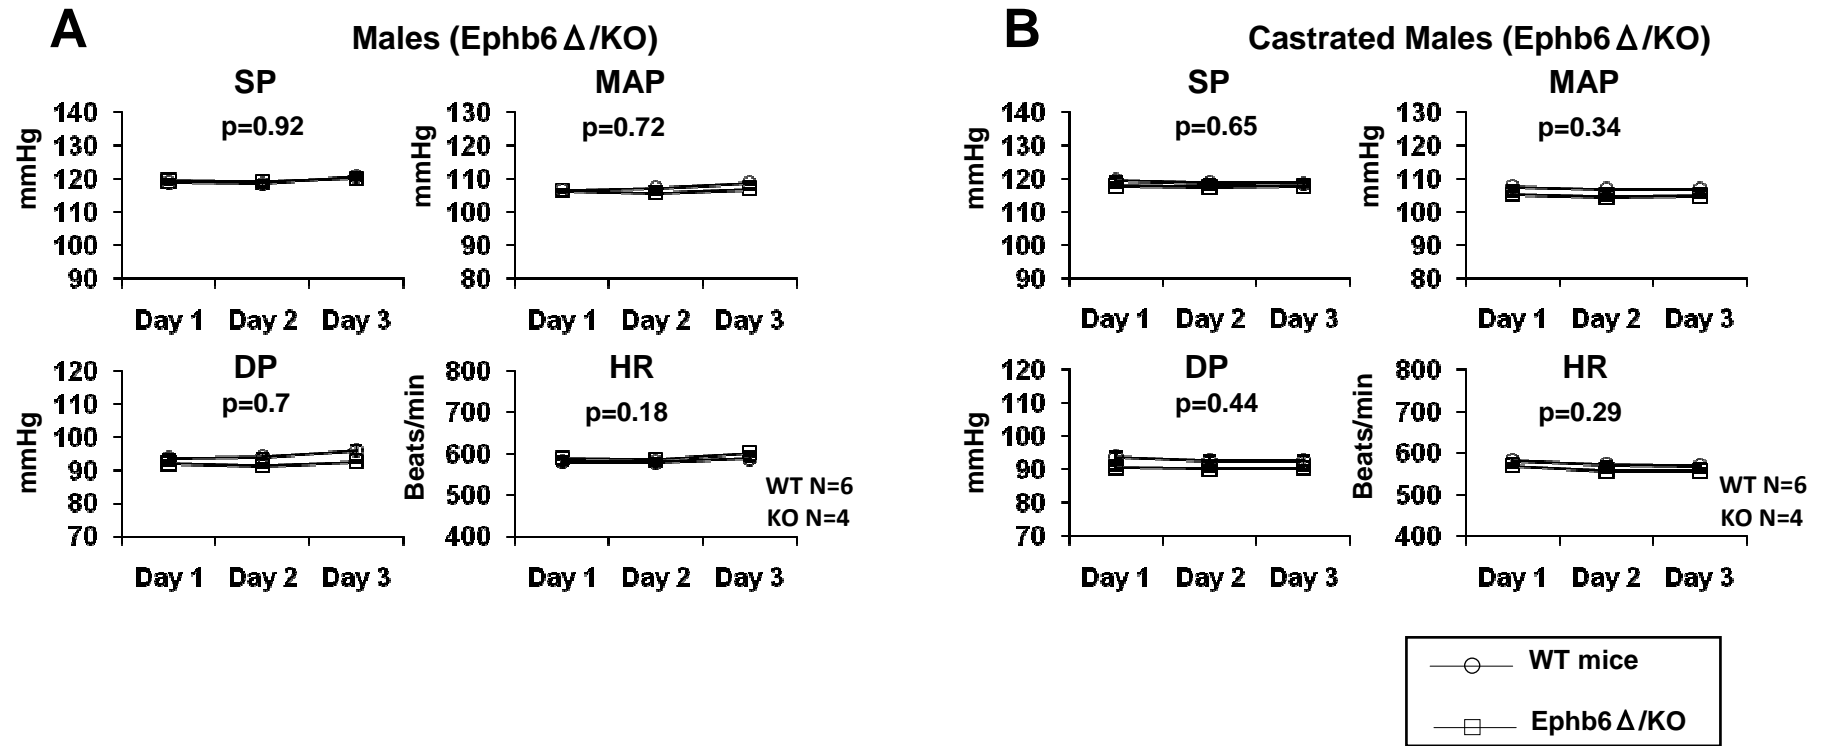 A
Males (Ephb6 Δ/KO)
SP
mmHg
140
130
120
110
100
90
p=0.92
Day 1 Day 2 Day 3
MAP
mmHg
130
120
110
100
90
80
p=0.72
Day 1 Day 2 Day 3
DP
mmHg
120
110
100
90
80
70
p=0.7
Day 1 Day 2 Day 3
HR
Beats/min
800
700
600
500
400
p=0.18
WT N=6
KO N=4
Day 1 Day 2 Day 3
B
Castrated Males (Ephb6 Δ/KO)
SP
mmHg
140
130
120
110
100
90
p=0.65
Day 1 Day 2 Day 3
MAP
mmHg
130
120
110
100
90
80
p=0.34
Day 1 Day 2 Day 3
DP
mmHg
120
110
100
90
80
70
p=0.44
Day 1 Day 2 Day 3
HR
Beats/min
800
700
600
500
400
p=0.29
WT N=6
KO N=4
Day 1 Day 2 Day 3
WT mice
Ephb6 Δ/KO